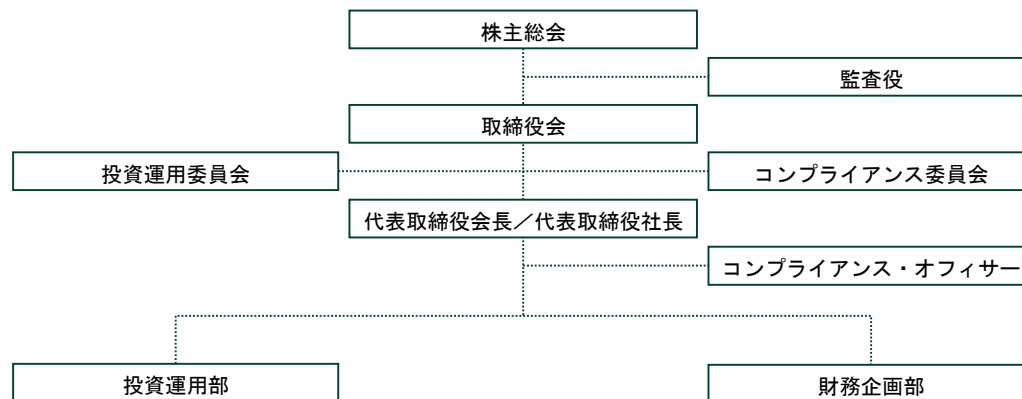 株主総会
監査役
取締役会
投資運用委員会
コンプライアンス委員会
代表取締役会長／代表取締役社長
コンプライアンス・オフィサー
投資運用部
財務企画部